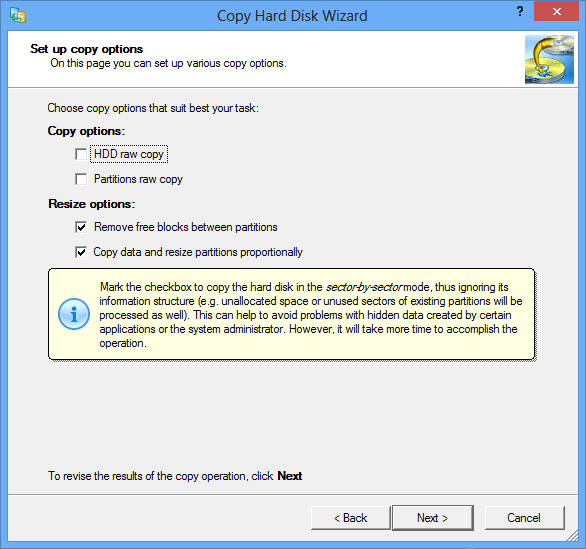 Copy Hard Disk Wizard
?
Set up copy options
On this page you can set up various copy options.
Choose copy options that suit best your task:
Copy options:
HDD raw copy
Partitions raw copy
Resize options:
Remove free blocks between partitions
Copy data and resize partitions proportionally
Mark the checkbox to copy the hard disk in the sector-by-sector mode, thus ignoring its
information structure (e.g. unallocated space or unused sectors of existing partitions will be
processed as well). This can help to avoid problems with hidden data created by certain
applications or the system administrator. However, it will take more time to accomplish the
operation.
To revise the results of the copy operation, click Next
< Back
Next >
Cancel